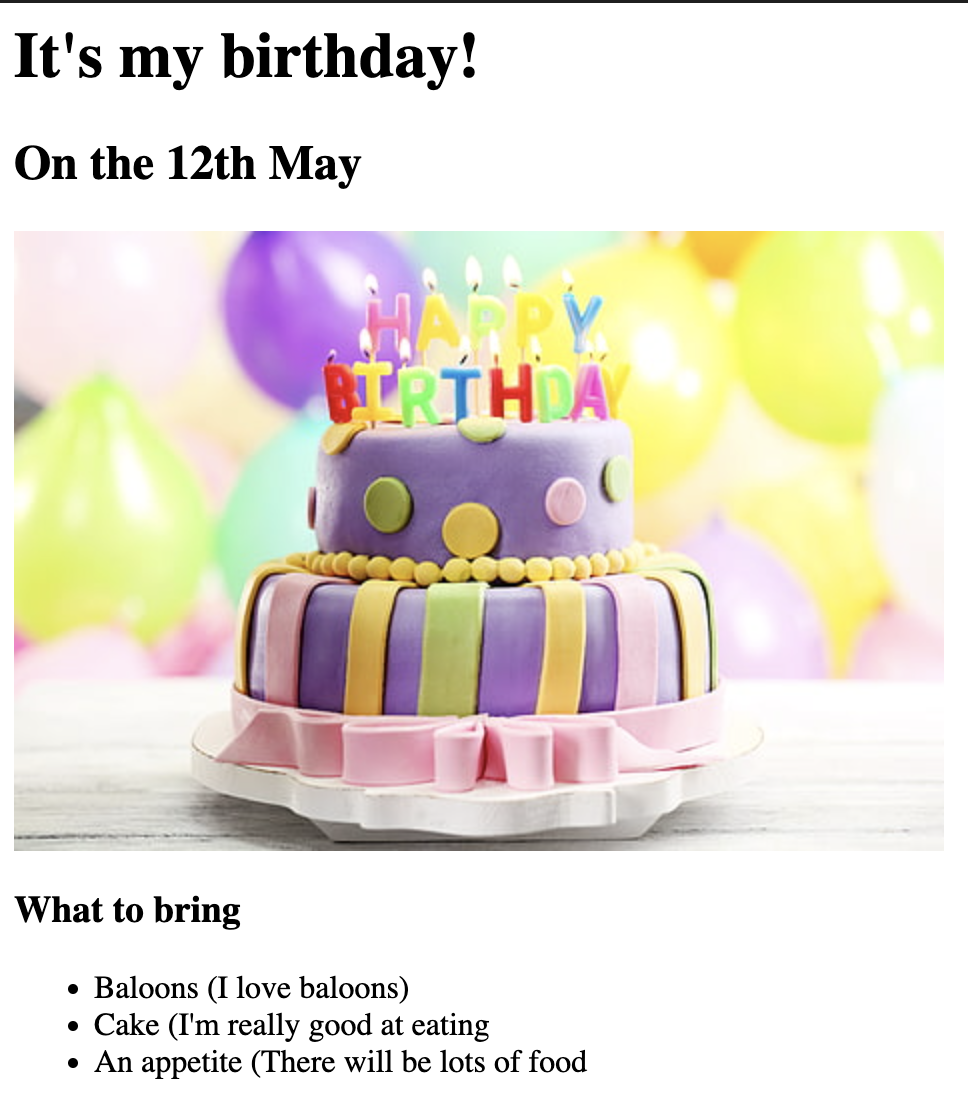 It's my birthday!
On the 12th May
HAPPY
BIRTHDAY
What to bring
Baloons (I love baloons)
Cake (I'm really good at eating
An appetite (There will be lots of food